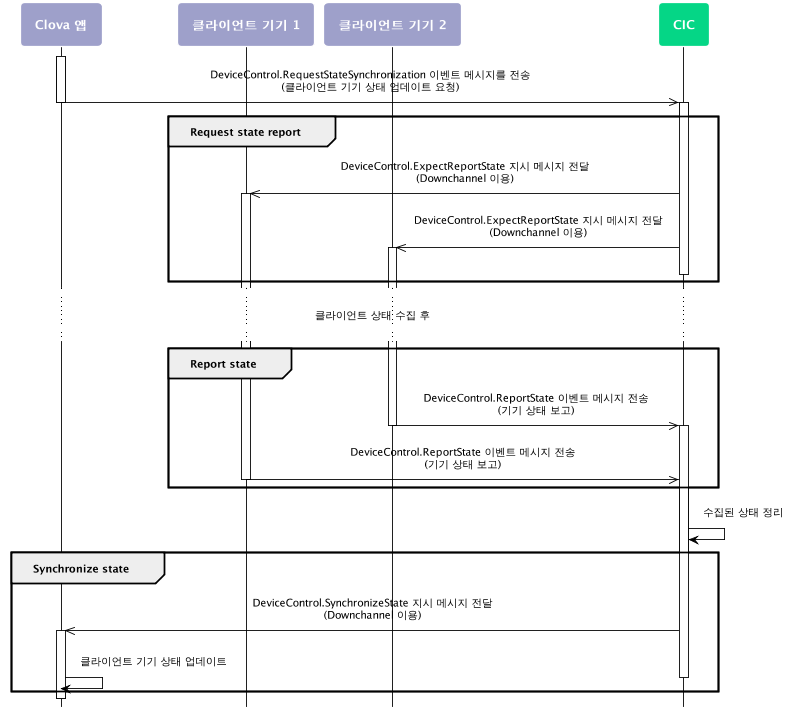 Clova 앱
클라이언트 기기 1
클라이언트 기기 2
CIC
DeviceControl.RequestStateSynchronization 이벤트 메시지를 전송
(클라이언트 기기 상태 업데이트 요청)
Request state report
DeviceControl.ExpectReportState 지시 메시지 전달
(Downchannel 이용)
DeviceControl.ExpectReportState 지시 메시지 전달
(Downchannel 이용)
클라이언트 상태 수집 후
Report state
DeviceControl.ReportState 이벤트 메시지 전송
(기기 상태 보고)
DeviceControl.ReportState 이벤트 메시지 전송
(기기 상태 보고)
수집된 상태 정리
Synchronize state
DeviceControl.SynchronizeState 지시 메시지 전달
(Downchannel 이용)
클라이언트 기기 상태 업데이트